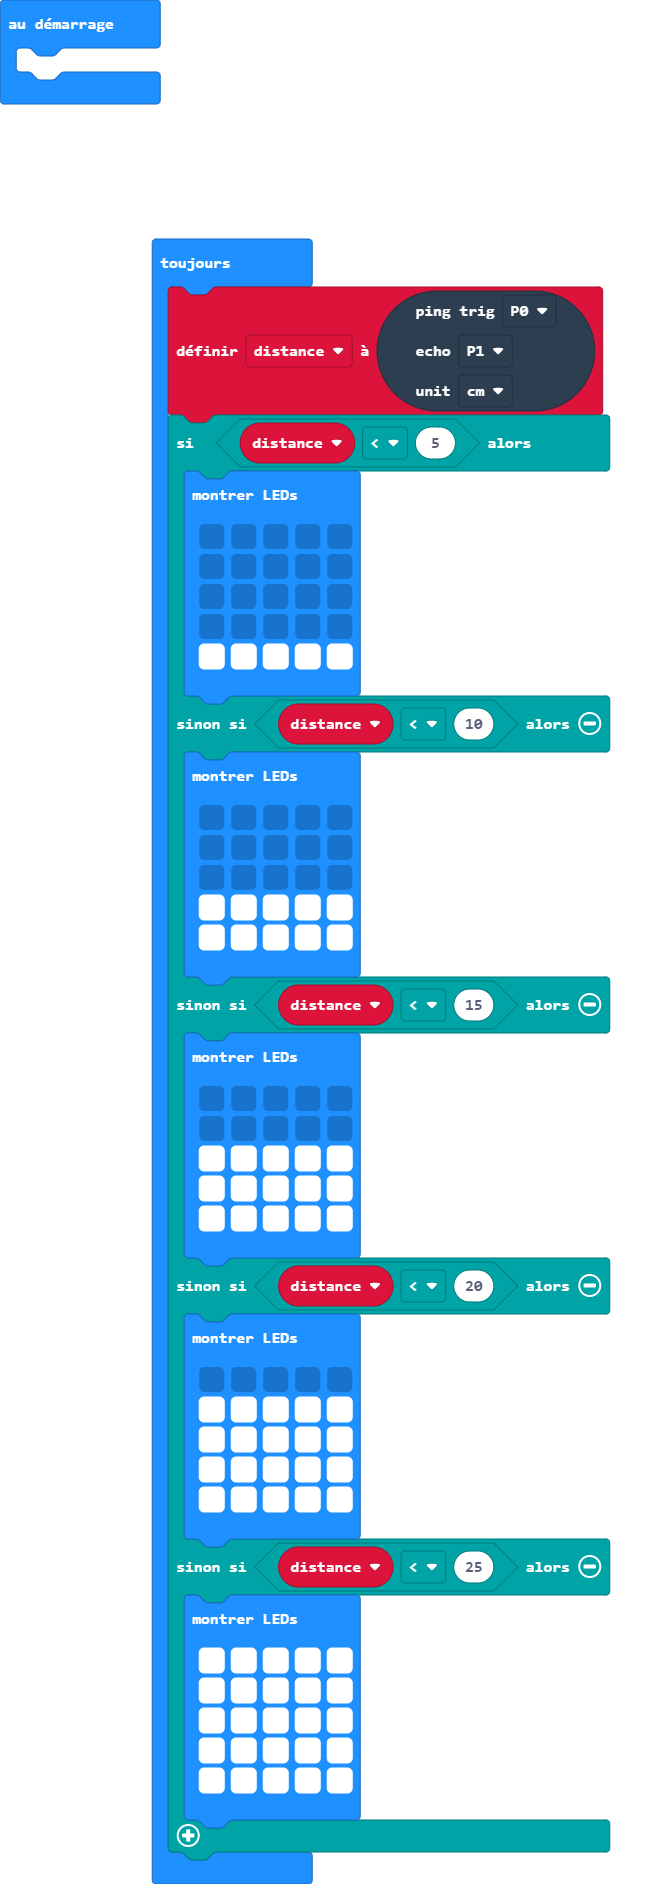 au démarrage
toujours
ping trig P0
définir distance à echo P1
unit cm
si distance < 5 alors
montrer LEDs
sinon si distance < 10 alors
montrer LEDs
sinon si distance < 15 alors
montrer LEDs
sinon si distance < 20 alors
montrer LEDs
sinon si distance < 25 alors
montrer LEDs